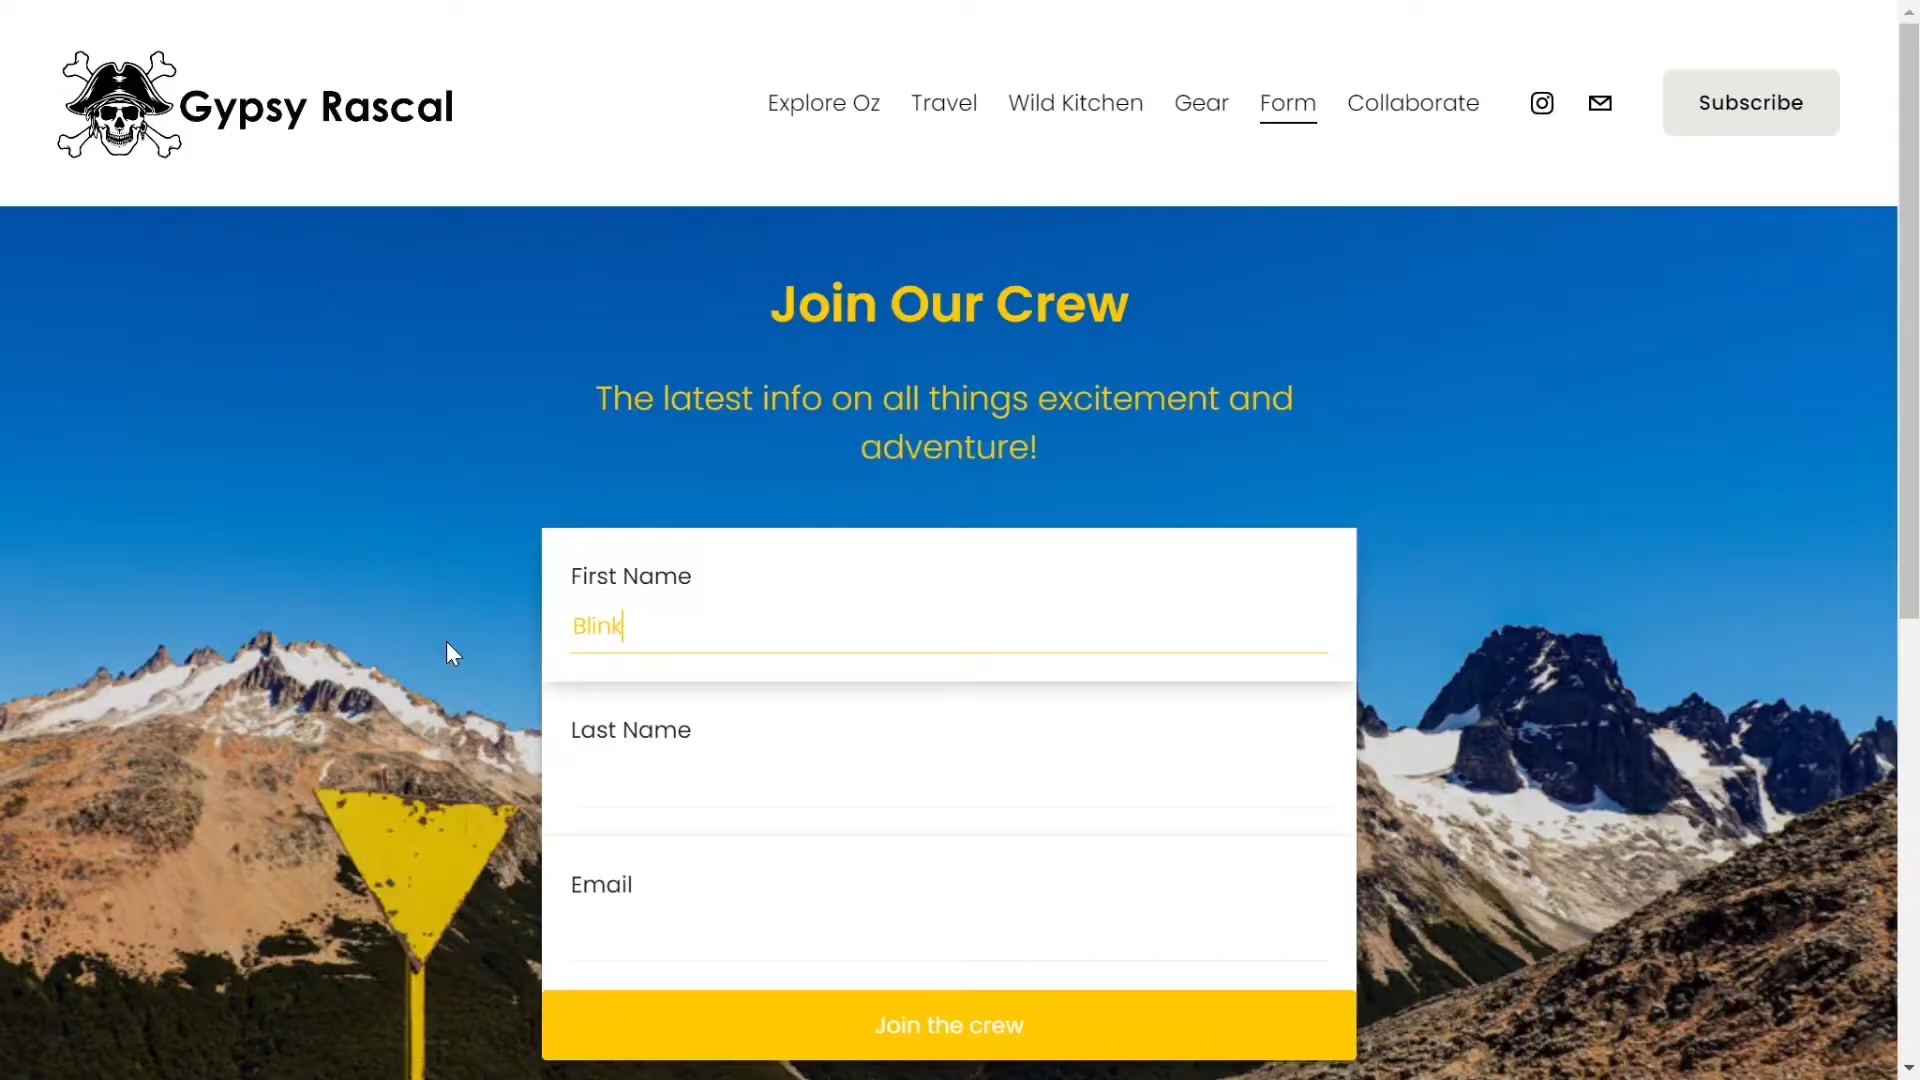 Gypsy Rascal
Explore Oz Travel Wild Kitchen Gear Form Collaborate Subscribe
Join Our Crew
The latest info on all things excitement and
adventure!
First Name
Blink
Last Name
Email
Join the crew